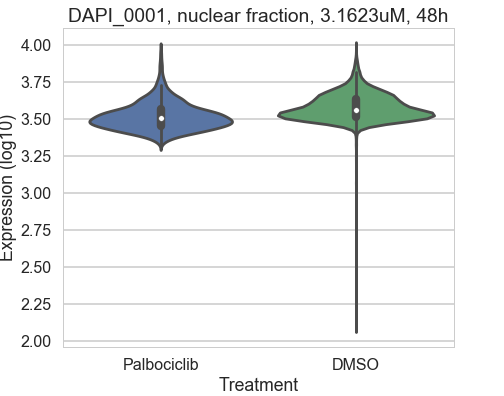 DAPI_0001, nuclear fraction, 3.1623uM, 48h
4.00
3.75
3.50
3.25
3.00
2.75
2.50
2.25
2.00
Expression (log10)
Palbociclib DMSO
Treatment